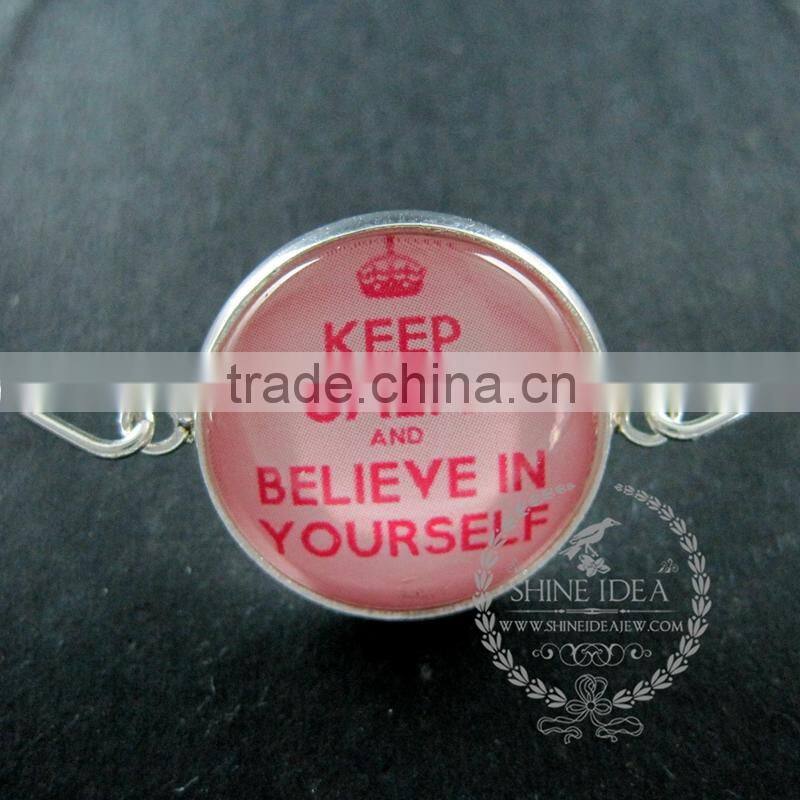 KEEP
trade.china.cn
AND
BELIEVE IN
YOURSELF
SHINE IDEA
WWW.SHINEIDEAJEW.COM